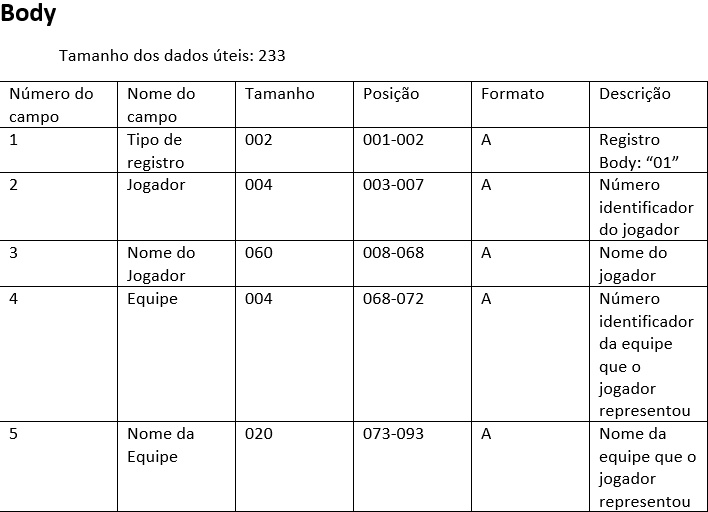 Body
Tamanho dos dados úteis: 233
Número do campo | Nome do campo | Tamanho | Posição | Formato | Descrição
1 | Tipo de registro | 002 | 001-002 | A | Registro Body: “01”
2 | Jogador | 004 | 003-007 | A | Número identificador do jogador
3 | Nome do Jogador | 060 | 008-068 | A | Nome do jogador
4 | Equipe | 004 | 068-072 | A | Número identificador da equipe que o jogador representou
5 | Nome da Equipe | 020 | 073-093 | A | Nome da equipe que o jogador representou